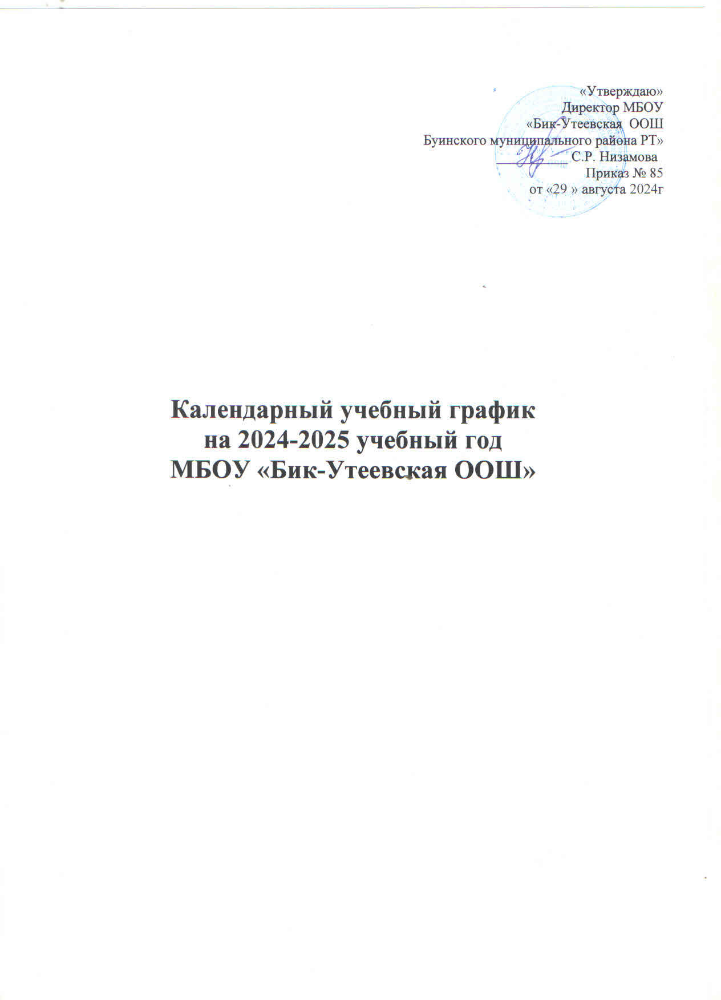 «Утверждаю»
Директор МБОУ
«Бик-Утеевская ООШ
Буинского муниципального района РТ»
____________ С.Р. Низамова
Приказ № 85
от «29 » августа 2024г
Календарный учебный график
на 2024-2025 учебный год
МБОУ «Бик-Утеевская ООШ»